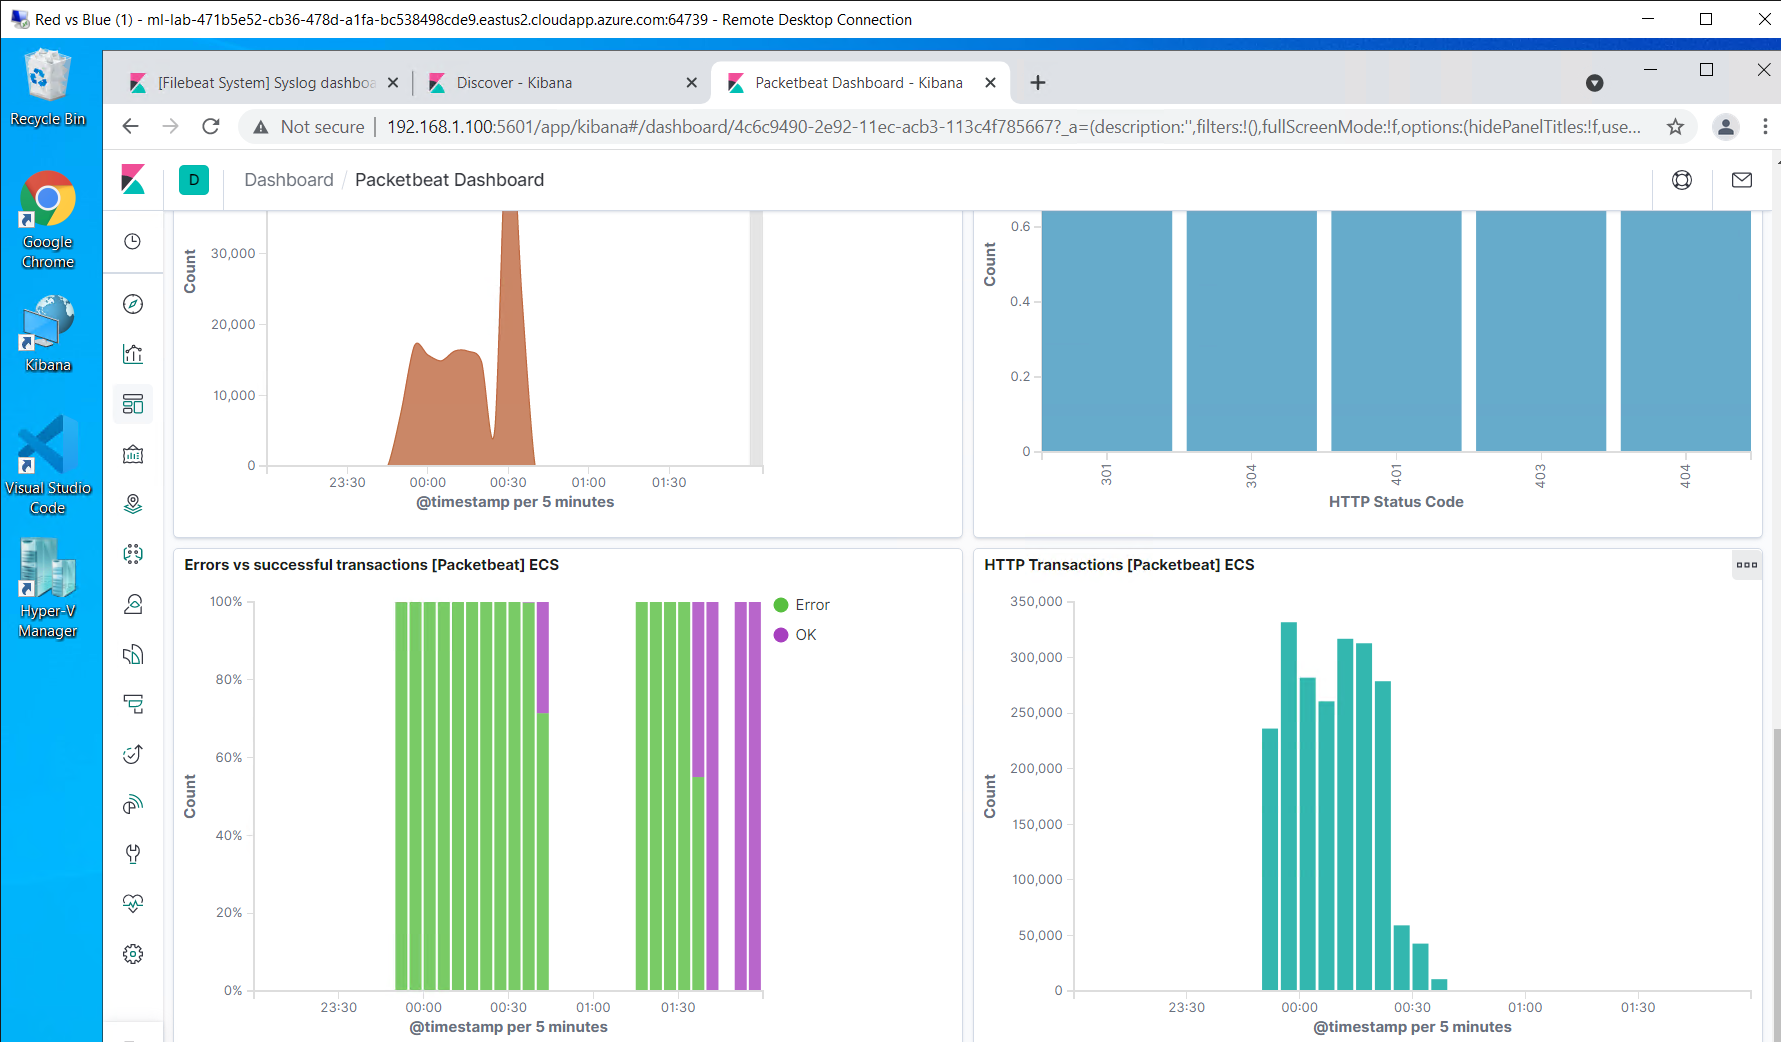 Red vs Blue (1) - ml-lab-471b5e52-cb36-478d-a1fa-bc538498cde9.eastus2.cloudapp.azure.com:64739 - Remote Desktop Connection
Recycle Bin
Google
Chrome
Kibana
Visual Studio
Code
Hyper-V
Manager
[Filebeat System] Syslog dashboa
Discover - Kibana
Packetbeat Dashboard - Kibana
Not secure
192.168.1.100:5601/app/kibana#/dashboard/4c6c9490-2e92-11ec-acb3-113c4f785667?_a=(description:'',filters:!(),fullScreenMode:!f,options:(hidePanelTitles:!f,use...
D
Dashboard / Packetbeat Dashboard
Count
30,000
20,000
10,000
0
23:30 00:00 00:30 01:00 01:30
@timestamp per 5 minutes
Count
0.6
0.4
0.2
0
301 304 401 403 404
HTTP Status Code
Errors vs successful transactions [Packetbeat] ECS
Count
100%
80%
60%
40%
20%
0%
23:30 00:00 00:30 01:00 01:30
@timestamp per 5 minutes
Error
OK
HTTP Transactions [Packetbeat] ECS
Count
350,000
300,000
250,000
200,000
150,000
100,000
50,000
0
23:30 00:00 00:30 01:00 01:30
@timestamp per 5 minutes